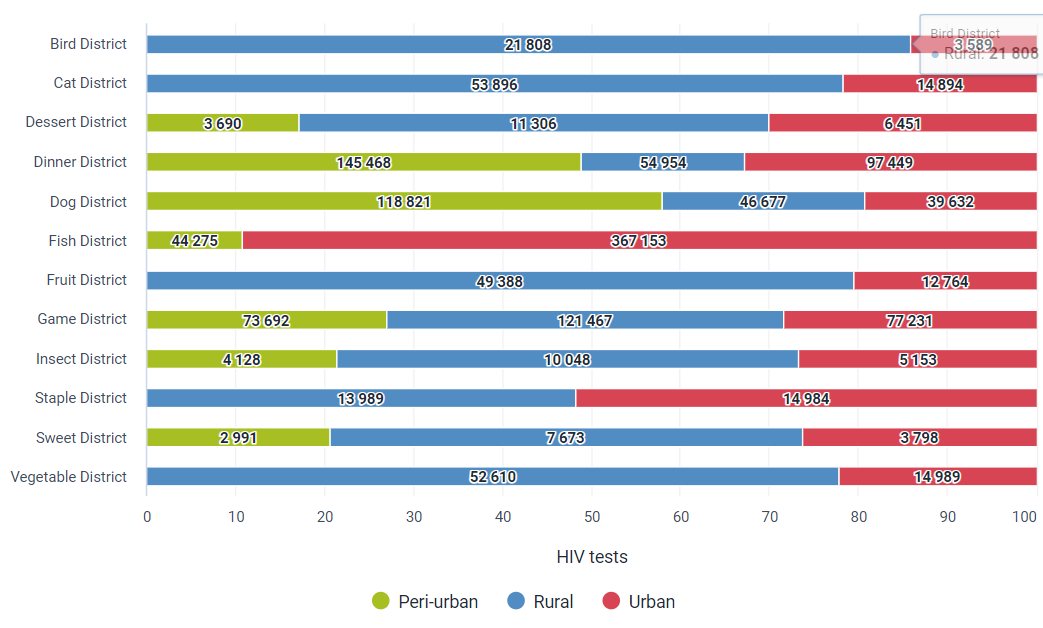 Bird District 21 808 3 589
Bird District
Rural: 21 808
Cat District 53 896 14 894
Dessert District 3 690 11 306 6 451
Dinner District 145 468 54 954 97 449
Dog District 118 821 46 677 39 632
Fish District 44 275 367 153
Fruit District 49 388 12 764
Game District 73 692 121 467 77 231
Insect District 4 128 10 048 5 153
Staple District 13 989 14 984
Sweet District 2 991 7 673 3 798
Vegetable District 52 610 14 989
0 10 20 30 40 50 60 70 80 90 100
HIV tests
Peri-urban Rural Urban